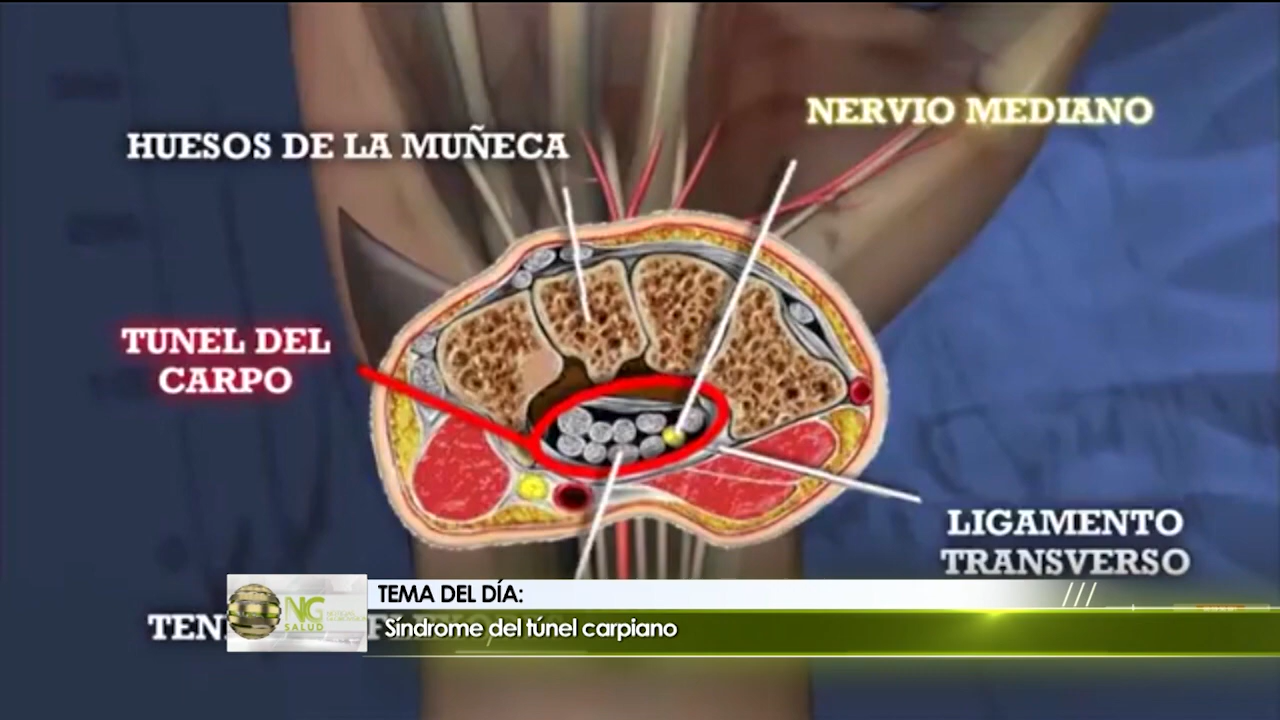 NERVIO MEDIANO
HUESOS DE LA MUÑECA
TUNEL DEL
CARPO
LIGAMENTO
TRANSVERSO
TEMA DEL DÍA:
NG
SALUD
Síndrome del túnel carpiano